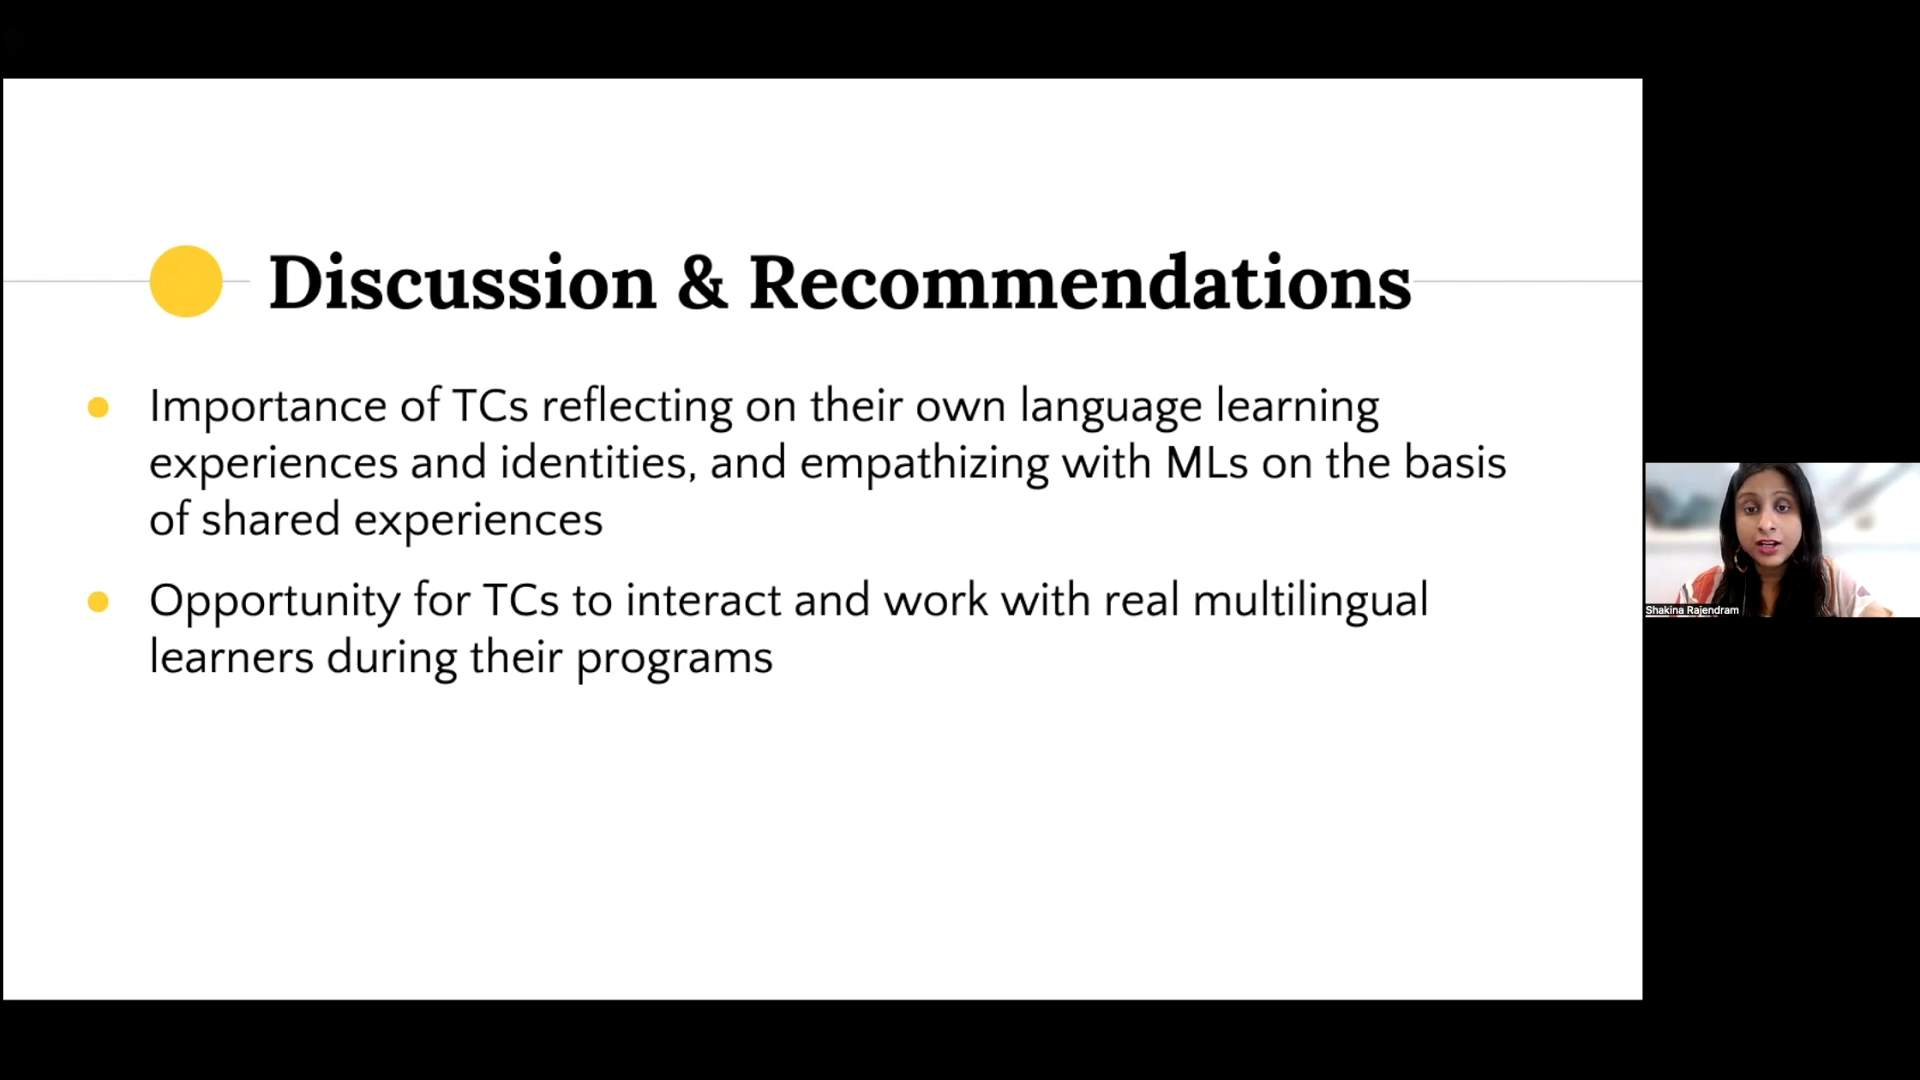 Discussion & Recommendations
Importance of TCs reflecting on their own language learning
experiences and identities, and empathizing with MLs on the basis
of shared experiences
Opportunity for TCs to interact and work with real multilingual
learners during their programs
Shakina Rajendram